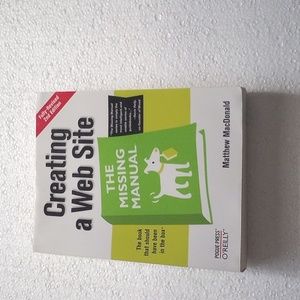 Fully Revised
2nd Edition
Creating
a Web Site
THE
MISSING
MANUAL
The book
that should
have been
in the box
Matthew MacDonald
POGUE PRESS
O'REILLY